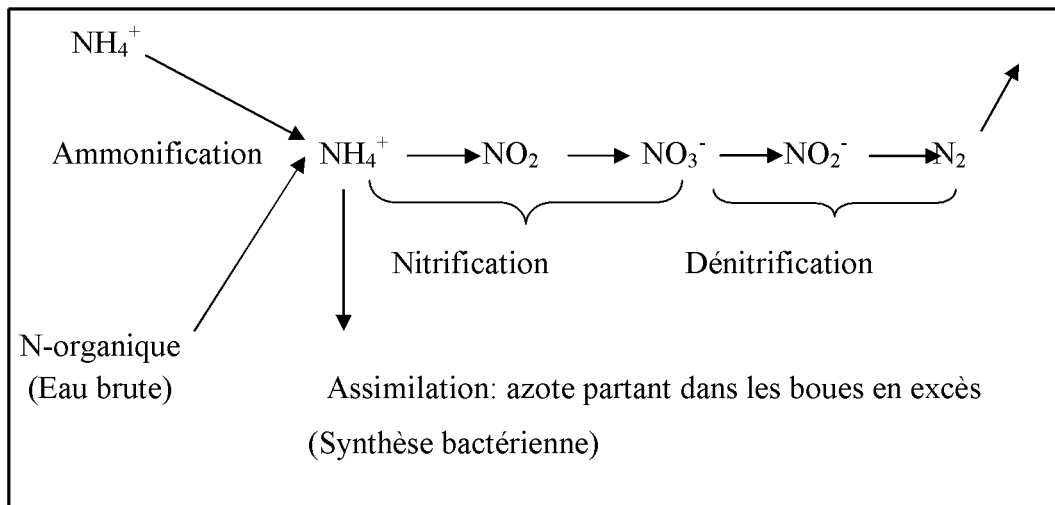 NH₄⁺
Ammonification NH₄⁺ NO₂ NO₃⁻ NO₂⁻ N₂
Nitrification Dénitrification
N-organique
(Eau brute) Assimilation: azote partant dans les boues en excès
(Synthèse bactérienne)